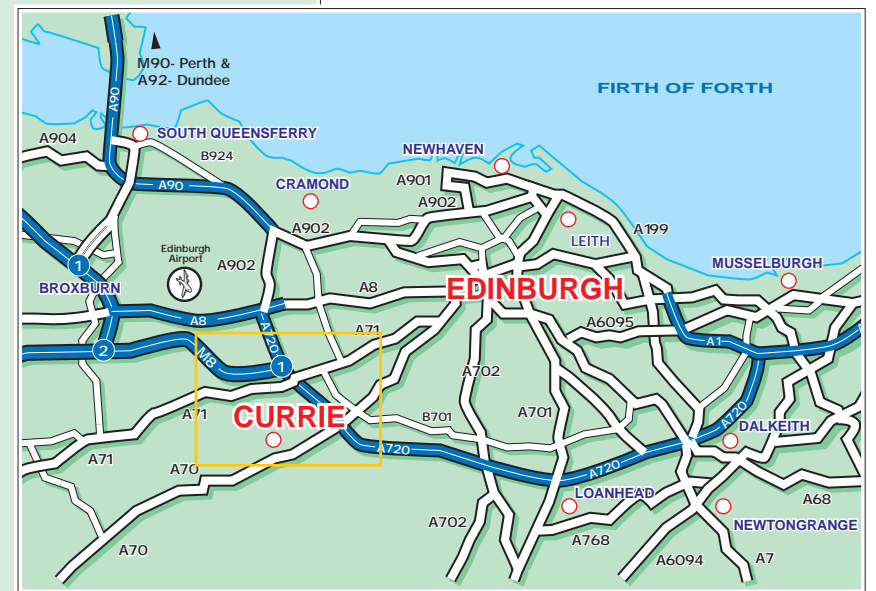 M90- Perth &
A92- Dundee
FIRTH OF FORTH
A90
A904
SOUTH QUEENSFERRY
B924
NEWHAVEN
A90
CRAMOND
A901
A902
A902
LEITH
A199
Edinburgh
Airport
A902
MUSSELBURGH
1
BROXBURN
A8
EDINBURGH
A8
A720
A71
A6095
A1
2
M8
1
A702
A71
CURRIE
B701
A701
A720
DALKEITH
A71
A70
A720
A720
LOANHEAD
A68
A702
NEWTONGRANGE
A70
A768
A6094
A7